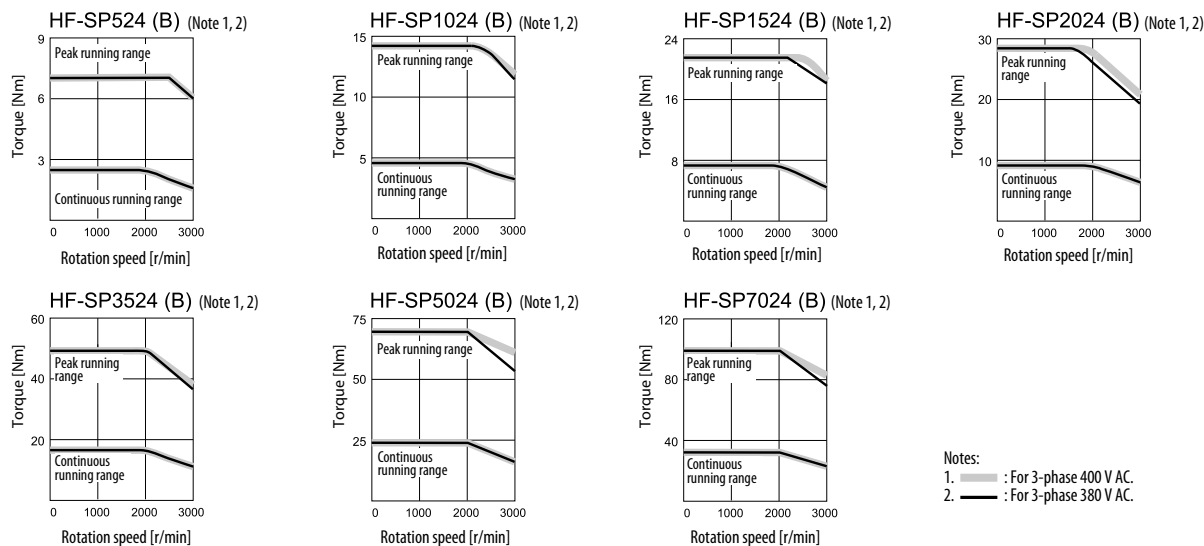 HF-SP524 (B) (Note 1, 2)
9
6
3
Torque [Nm]
Peak running range
Continuous running range
0 1000 2000 3000
Rotation speed [r/min]
HF-SP1024 (B) (Note 1, 2)
15
10
5
Torque [Nm]
Peak running range
Continuous
running range
0 1000 2000 3000
Rotation speed [r/min]
HF-SP1524 (B) (Note 1, 2)
24
16
8
Torque [Nm]
Peak running range
Continuous
running range
0 1000 2000 3000
Rotation speed [r/min]
HF-SP2024 (B) (Note 1, 2)
30
20
10
Torque [Nm]
Peak running
range
Continuous
running range
0 1000 2000 3000
Rotation speed [r/min]
HF-SP3524 (B) (Note 1, 2)
60
40
20
Torque [Nm]
Peak running
range
Continuous
running range
0 1000 2000 3000
Rotation speed [r/min]
HF-SP5024 (B) (Note 1, 2)
75
50
25
Torque [Nm]
Peak running range
Continuous
running range
0 1000 2000 3000
Rotation speed [r/min]
HF-SP7024 (B) (Note 1, 2)
120
80
40
Torque [Nm]
Peak running
range
Continuous
running range
0 1000 2000 3000
Rotation speed [r/min]
Notes:
1. : For 3-phase 400 V AC.
2. : For 3-phase 380 V AC.